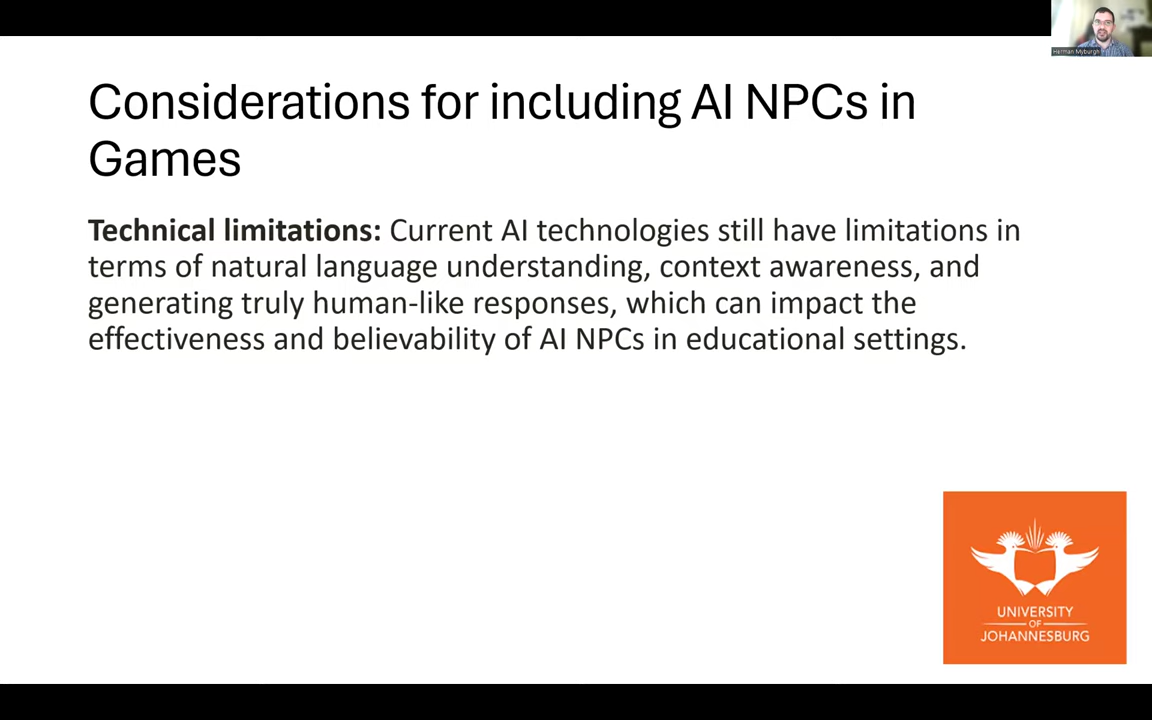 Herman Myburgh
Considerations for including AI NPCs in
Games
Technical limitations: Current AI technologies still have limitations in
terms of natural language understanding, context awareness, and
generating truly human-like responses, which can impact the
effectiveness and believability of AI NPCs in educational settings.
UNIVERSITY
OF
JOHANNESBURG